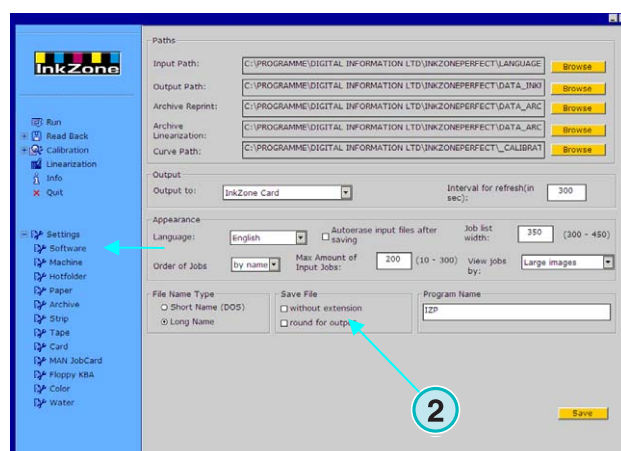 InkZone
Run
Read Back
Calibration
Linearization
Info
Quit
Settings
Software
Machine
Hotfolder
Paper
Archive
Strip
Tape
Card
MAN JobCard
Floppy KBA
Color
Water
Paths
Input Path: C:\PROGRAMME\DIGITAL INFORMATION LTD\INKZONEPERFECT\LANGUAGE Browse
Output Path: C:\PROGRAMME\DIGITAL INFORMATION LTD\INKZONEPERFECT\DATA_INKI Browse
Archive Reprint: C:\PROGRAMME\DIGITAL INFORMATION LTD\INKZONEPERFECT\DATA_ARC Browse
Archive
Linearization: C:\PROGRAMME\DIGITAL INFORMATION LTD\INKZONEPERFECT\DATA_ARC Browse
Curve Path: C:\PROGRAMME\DIGITAL INFORMATION LTD\INKZONEPERFECT\_CALIBRAT Browse
Output
Output to: InkZone Card
Interval for refresh(in
sec): 300
Appearance
Language: English
Autoerase input files after
saving
Job list
width: 350 (300 - 450)
Order of Jobs by name
Max Amount of
Input Jobs: 200 (10 - 300)
View jobs
by: Large images
File Name Type
Short Name (DOS)
Long Name
Save File
without extension
round for output
Program Name
IZP
2
Save